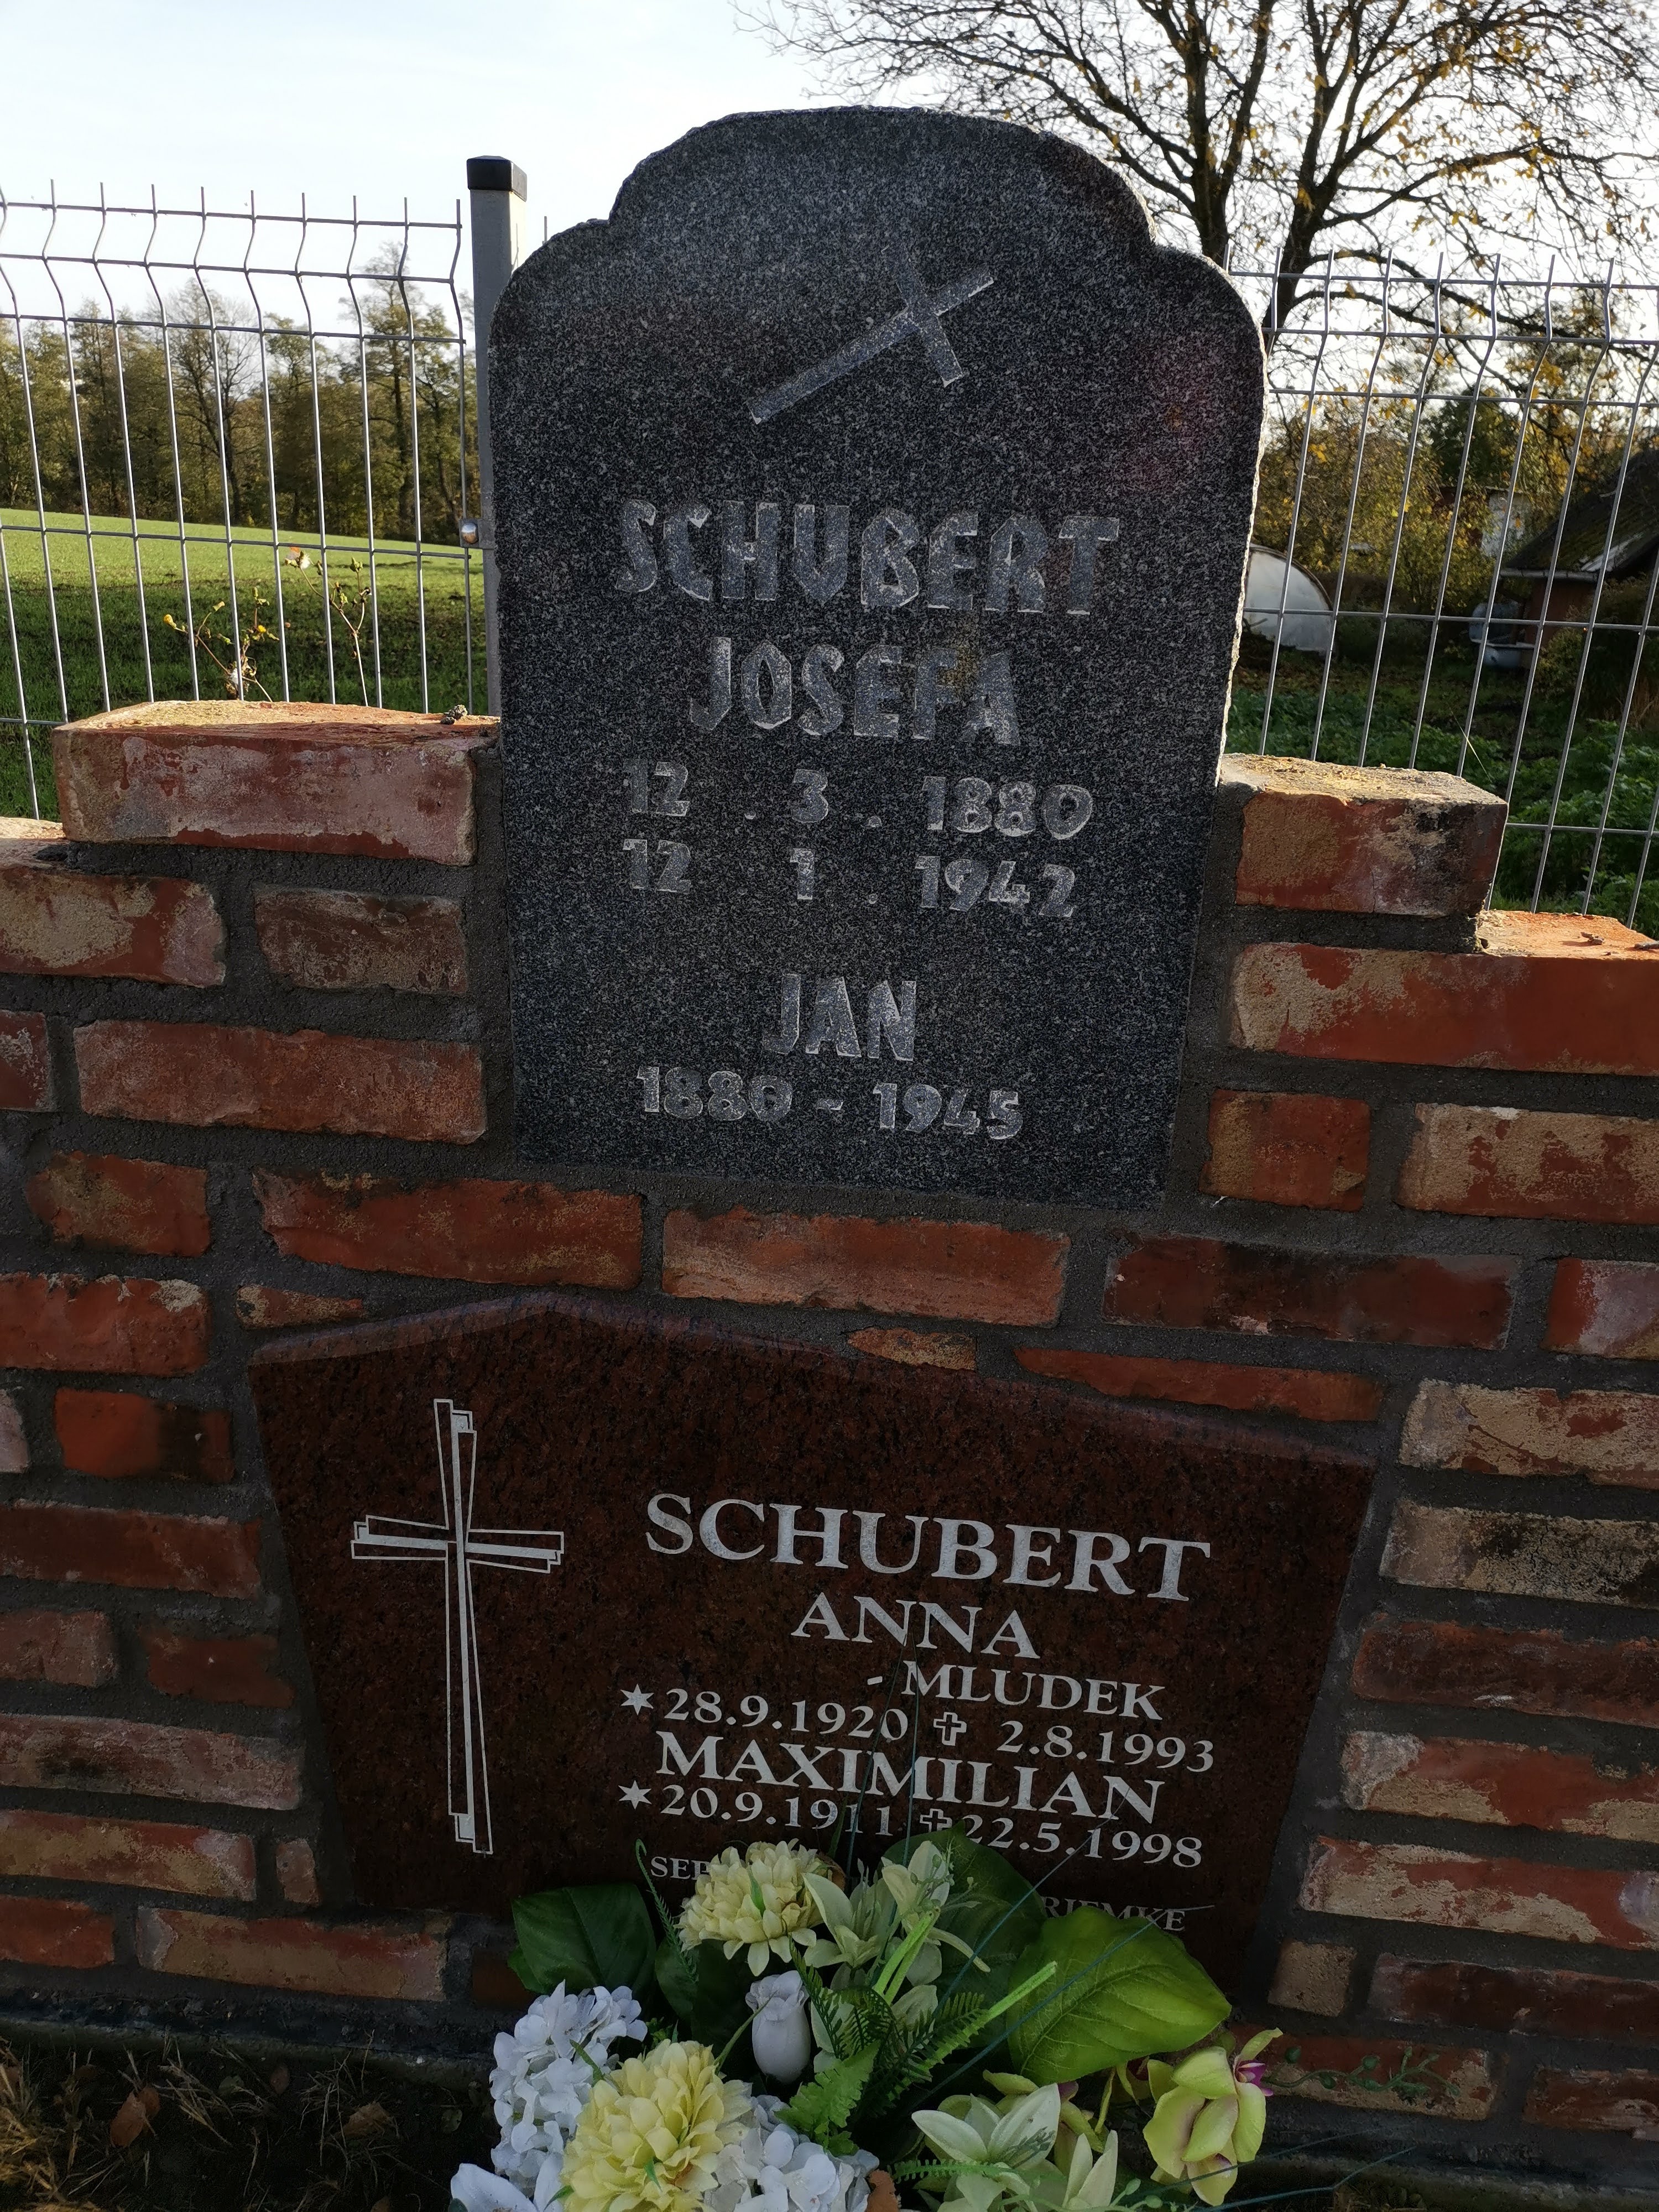 SCHUBERT
JOSEFA
12 . 3 . 1880
12 . 1 . 1942
JAN
1880 - 1945
SCHUBERT
ANNA
- MLUDEK
28.9.1920 2.8.1993
MAXIMILIAN
20.9.1911 22.5.1998